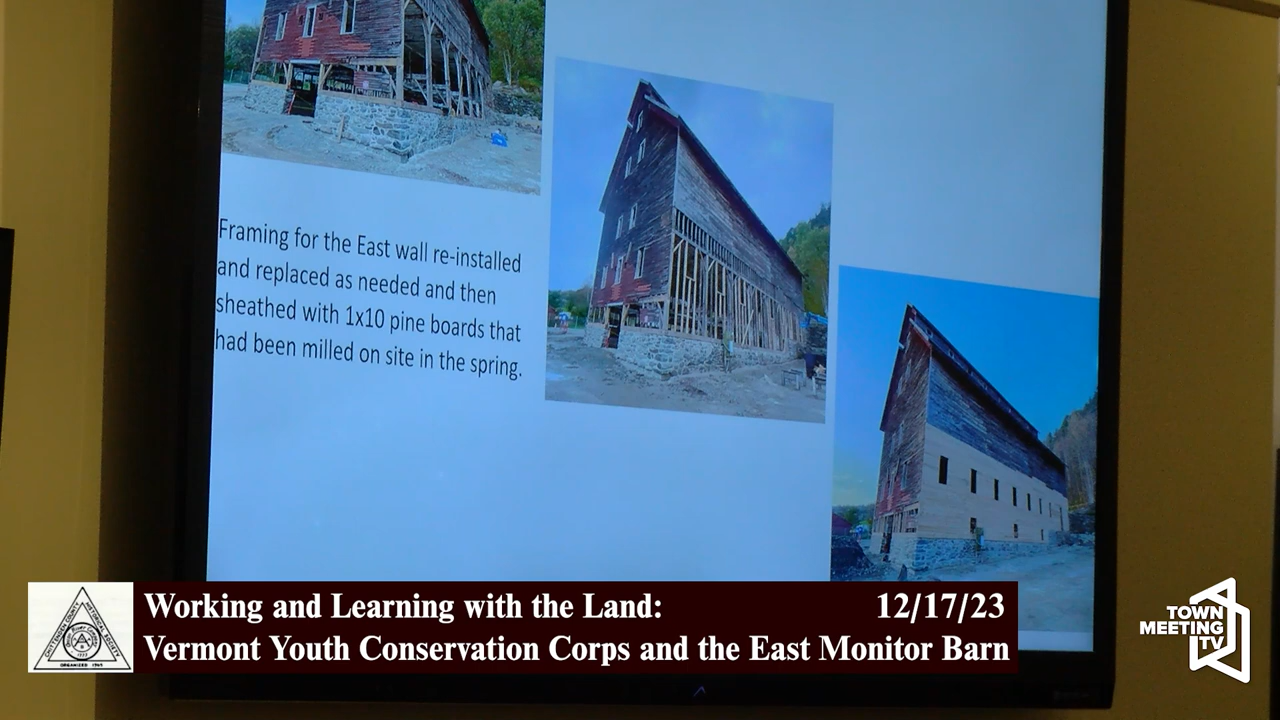 Framing for the East wall re-installed
and replaced as needed and then
sheathed with 1x10 pine boards that
had been milled on site in the spring.
Working and Learning with the Land:
12/17/23
Vermont Youth Conservation Corps and the East Monitor Barn
TOWN
MEETING
TV